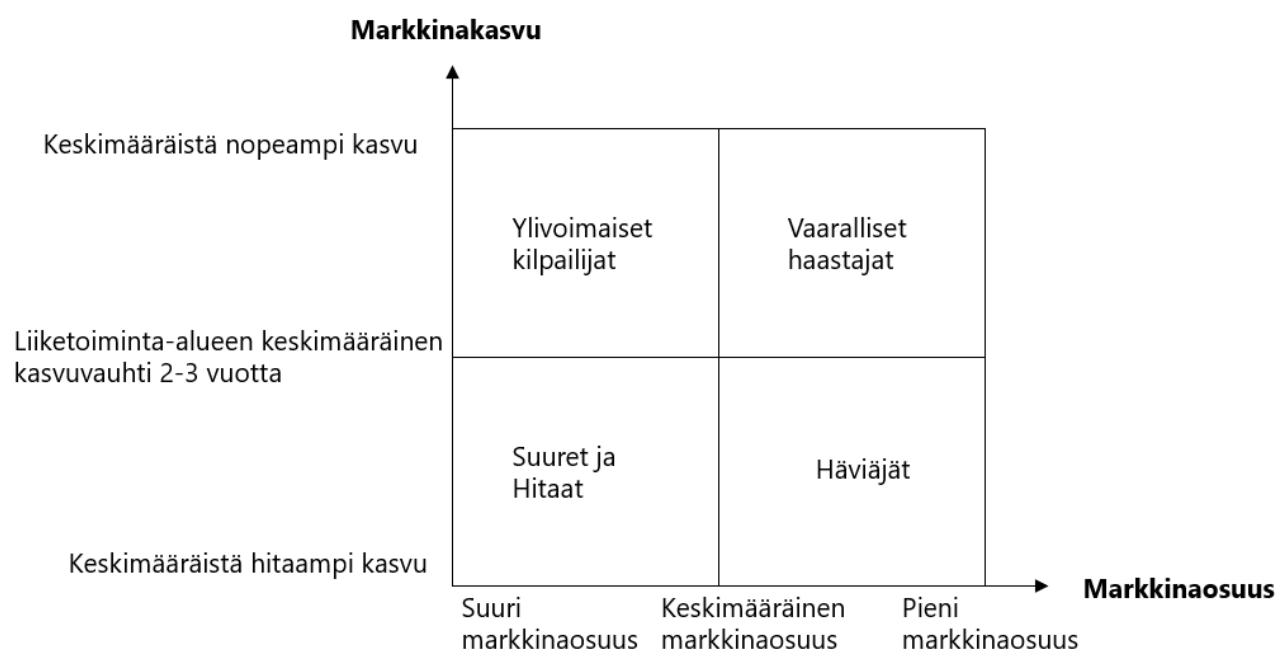 Markkinakasvu
Keskimääräistä nopeampi kasvu
Ylivoimaiset
kilpailijat
Vaaralliset
haastajat
Liiketoiminta-alueen keskimääräinen
kasvuvauhti 2-3 vuotta
Suuret ja
Hitaat
Häviäjät
Keskimääräistä hitaampi kasvu
Markkinaosuus
Suuri
markkinaosuus
Keskimääräinen
markkinaosuus
Pieni
markkinaosuus